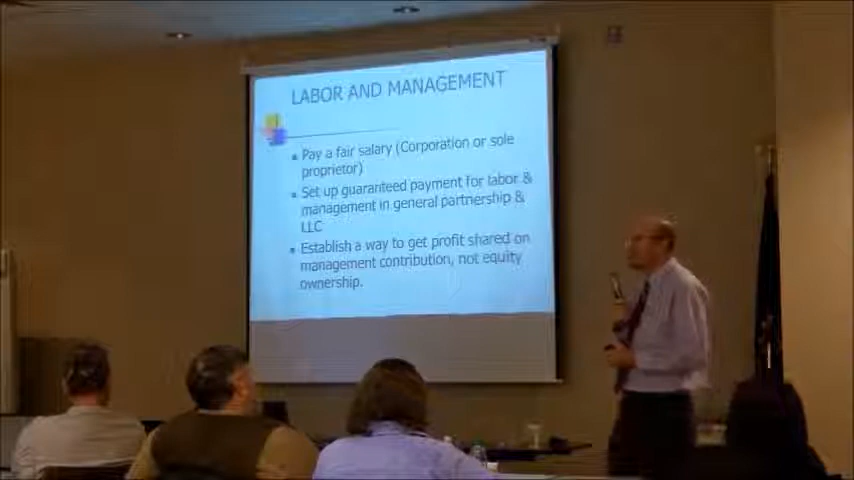 LABOR AND MANAGEMENT
▪ Pay a fair salary (Corporation or sole
proprietor)
▪ Set up guaranteed payment for labor &
management in general partnership &
LLC
▪ Establish a way to get profit shared on
management contribution, not equity
ownership.